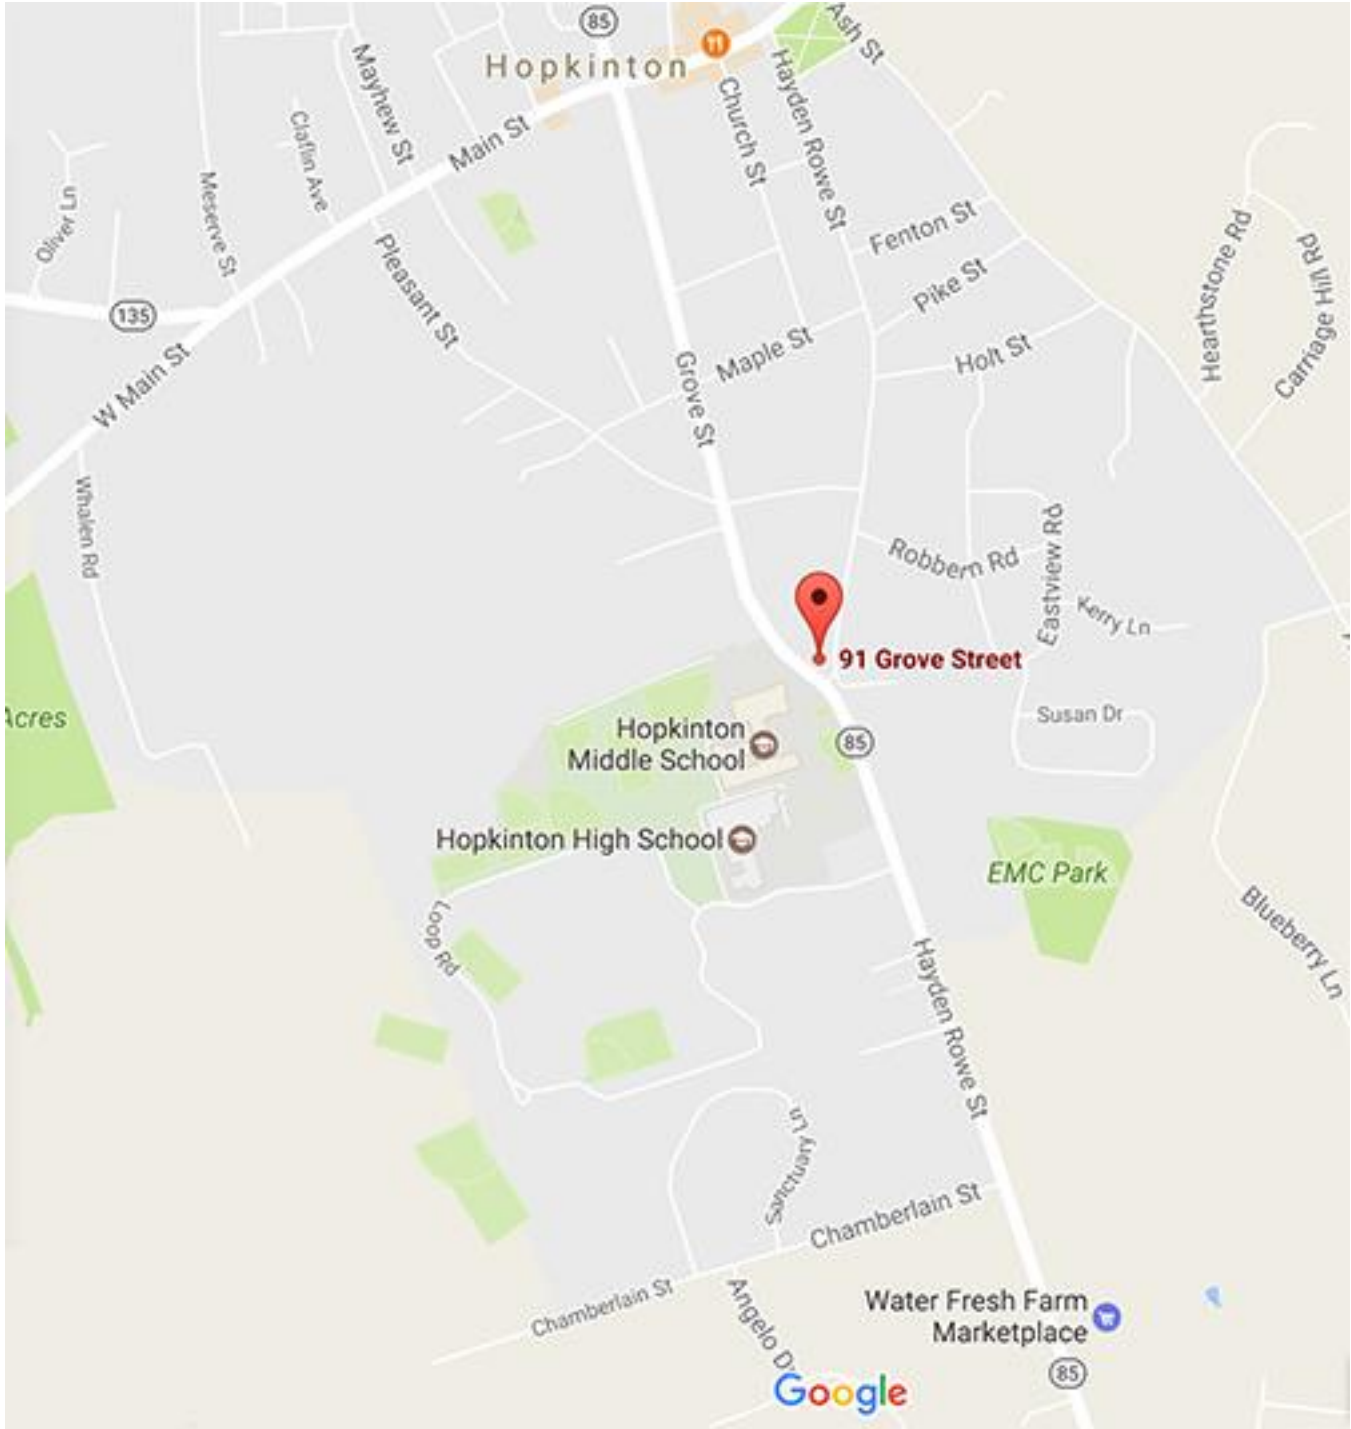 85
Ash St
Hopkinton
Mayhew St
Church St
Hayden Rowe St
Claflin Ave
Main St
Meserve St
Oliver Ln
Fenton St
Hearthstone Rd
Carriage Hill Rd
Pleasant St
Pike St
135
Maple St
Holt St
W Main St
Grove St
Whalen Rd
Robbern Rd
Eastview Rd
Kerry Ln
91 Grove Street
Acres
Hopkinton
Middle School
Susan Dr
85
Hopkinton High School
EMC Park
Loop Rd
Blueberry Ln
Hayden Rowe St
Sanctuary Ln
Chamberlain St
Chamberlain St
Angelo Dr
Water Fresh Farm
Marketplace
85
Google